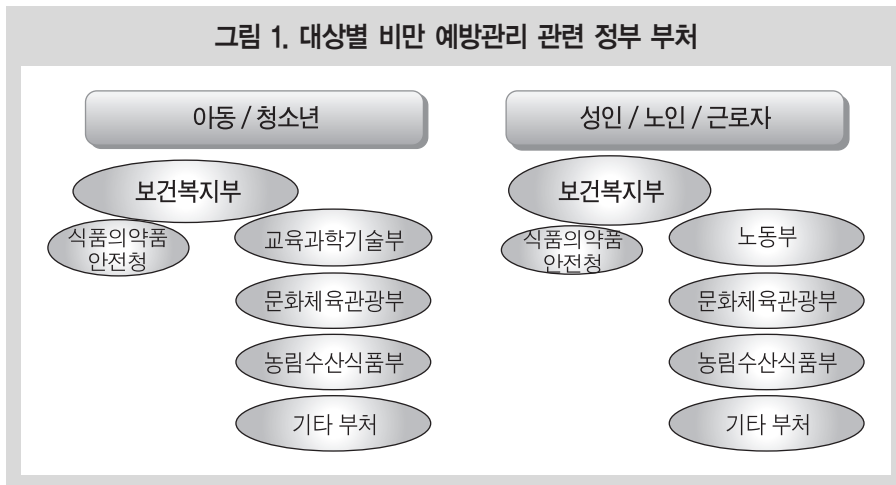 그림 1. 대상별 비만 예방관리 관련 정부 부처
아동 / 청소년
보건복지부
식품의약품
안전청
교육과학기술부
문화체육관광부
농림수산식품부
기타 부처
성인 / 노인 / 근로자
보건복지부
식품의약품
안전청
노동부
문화체육관광부
농림수산식품부
기타 부처